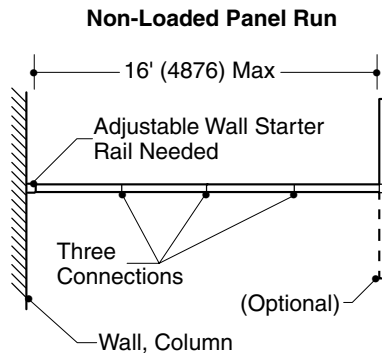 Non-Loaded Panel Run
16' (4876) Max
Adjustable Wall Starter
Rail Needed
Three
Connections
(Optional)
Wall, Column